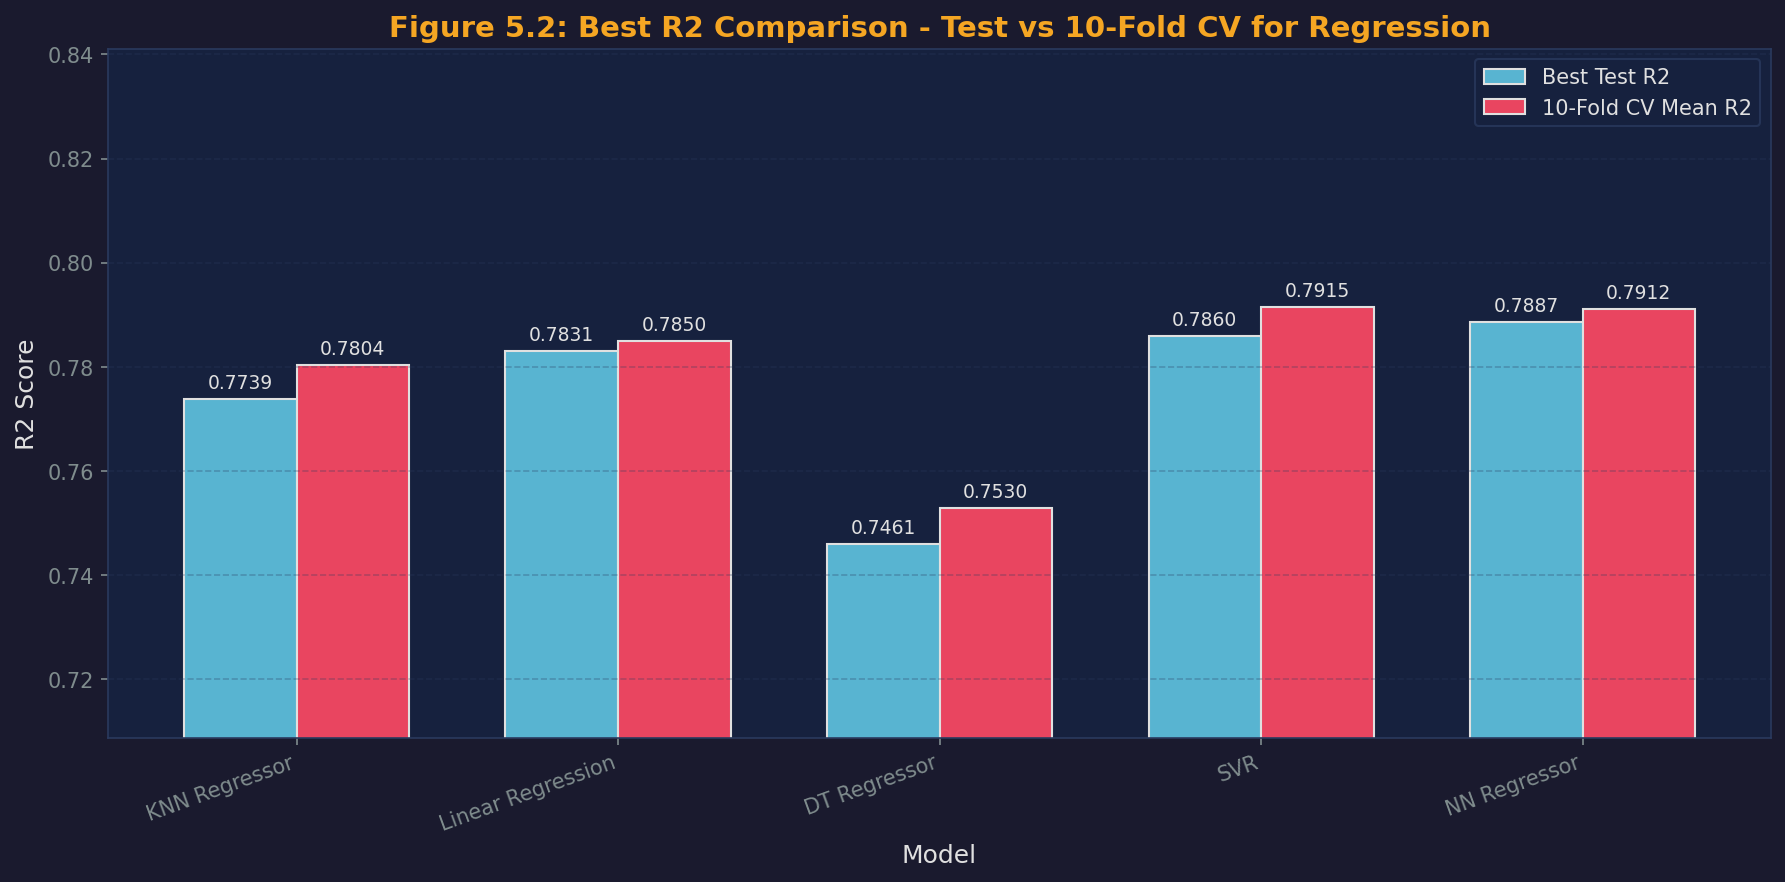 Figure 5.2: Best R2 Comparison - Test vs 10-Fold CV for Regression
Best Test R2
10-Fold CV Mean R2
R2 Score
0.84
0.82
0.80
0.78
0.76
0.74
0.72
0.7739
0.7804
0.7831
0.7850
0.7461
0.7530
0.7860
0.7915
0.7887
0.7912
KNN Regressor
Linear Regression
DT Regressor
SVR
NN Regressor
Model